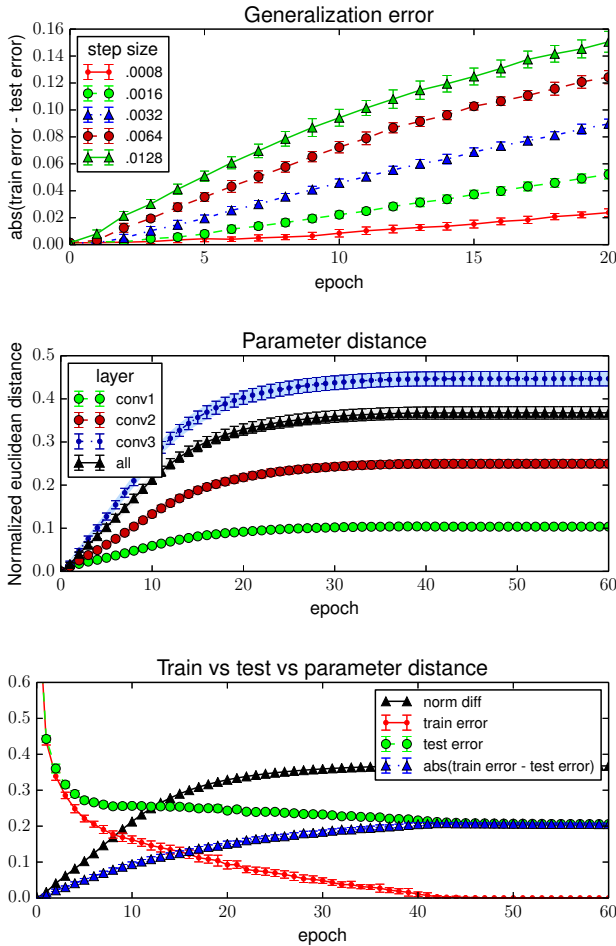 Generalization error
abs(train error - test error)
0.16
0.14
0.12
0.10
0.08
0.06
0.04
0.02
0.00
step size
.0008
.0016
.0032
.0064
.0128
0 5 10 15 20
epoch
Parameter distance
Normalized euclidean distance
0.5
0.4
0.3
0.2
0.1
0.0
layer
conv1
conv2
conv3
all
0 10 20 30 40 50 60
epoch
Train vs test vs parameter distance
0.6
0.5
0.4
0.3
0.2
0.1
0.0
norm diff
train error
test error
abs(train error - test error)
0 10 20 30 40 50 60
epoch